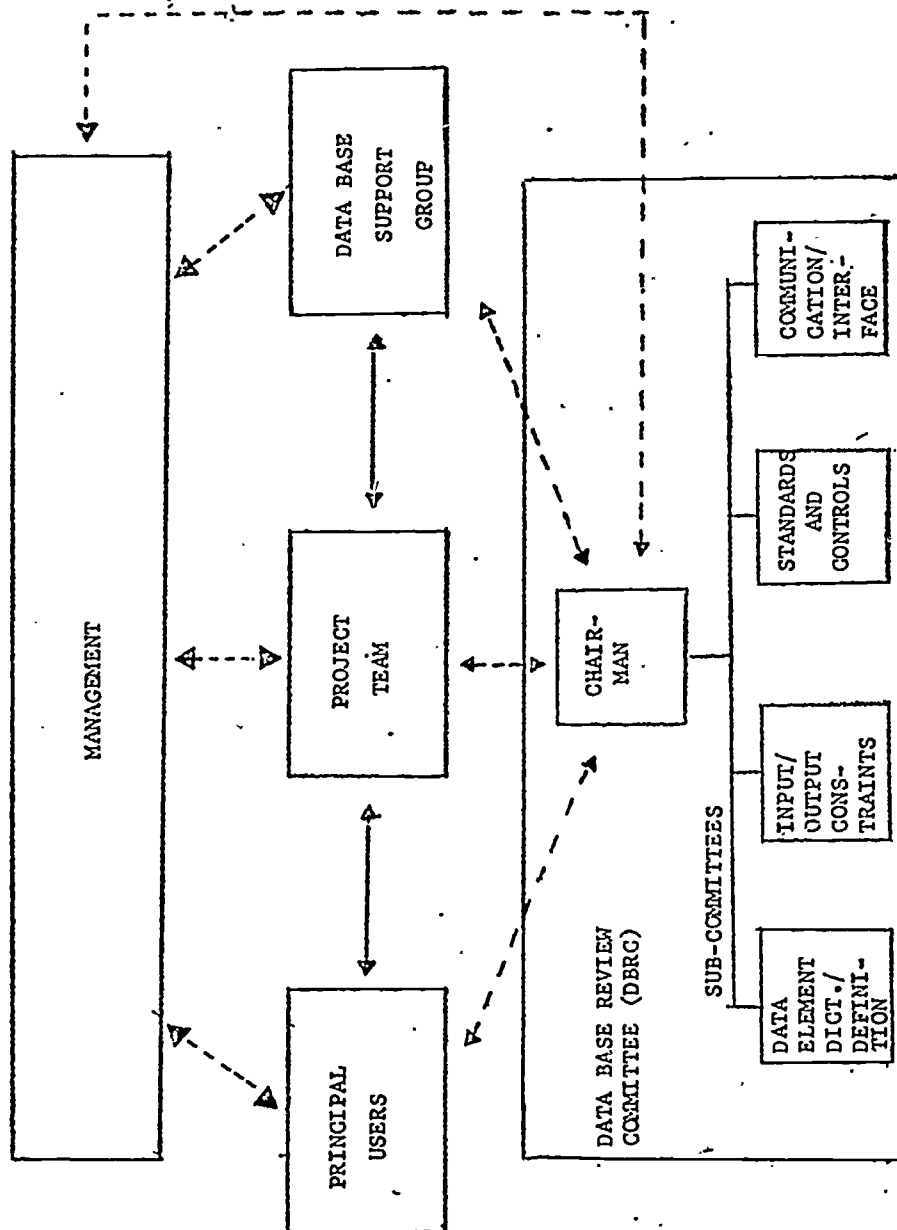 MANAGEMENT
PRINCIPAL
USERS
PROJECT
TEAM
DATA BASE
SUPPORT
GROUP
DATA BASE REVIEW
COMMITTEE (DBRC)
CHAIR-
MAN
SUB-COMMITTEES
DATA
ELEMENT
DICT./
DEFINI-
TION
INPUT/
OUTPUT
CONS-
TRAINTS
STANDARDS
AND
CONTROLS
COMMUNI-
CATION/
INTER-
FACE